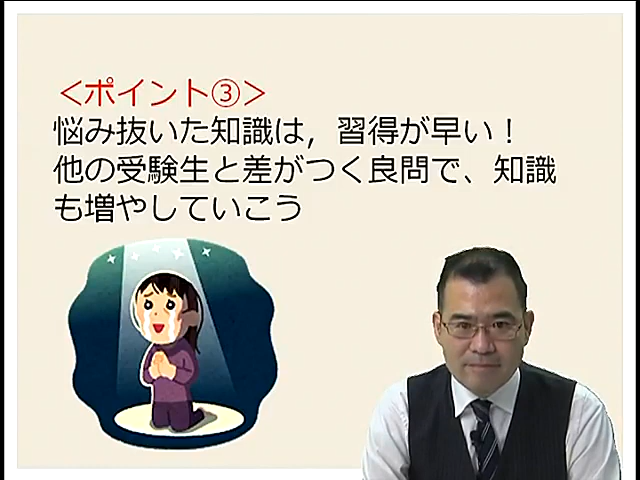 ＜ポイント③＞
悩み抜いた知識は，習得が早い！
他の受験生と差がつく良問で、知識
も増やしていこう